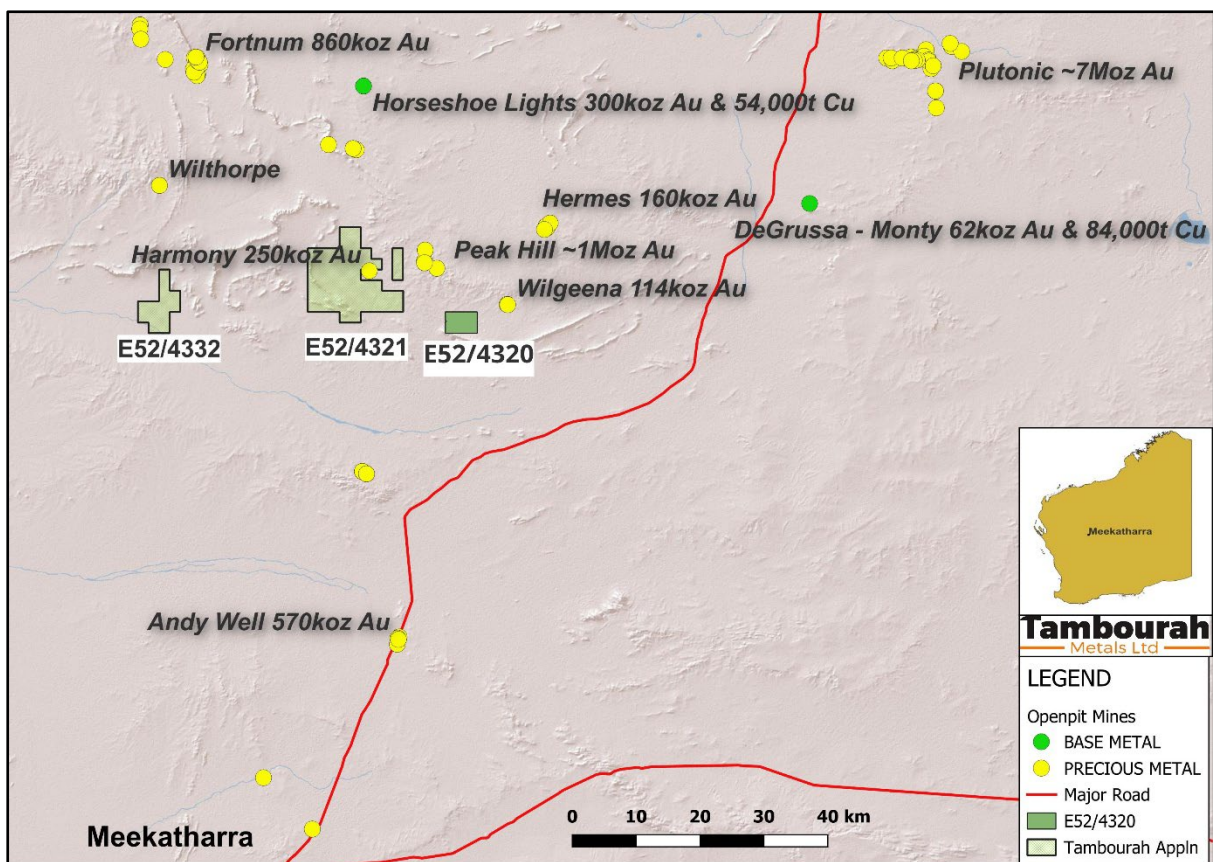 Fortnum 860koz Au
Plutonic ~7Moz Au
Horseshoe Lights 300koz Au & 54,000t Cu
Wilthorpe
Hermes 160koz Au
DeGrussa - Monty 62koz Au & 84,000t Cu
Harmony 250koz Au
Peak Hill ~1Moz Au
Wilgeena 114koz Au
E52/4332
E52/4321
E52/4320
Andy Well 570koz Au
Meekatharra
0 10 20 30 40 km
Meekatharra
Tambourah
Metals Ltd
LEGEND
Openpit Mines
BASE METAL
PRECIOUS METAL
Major Road
E52/4320
Tambourah Appln